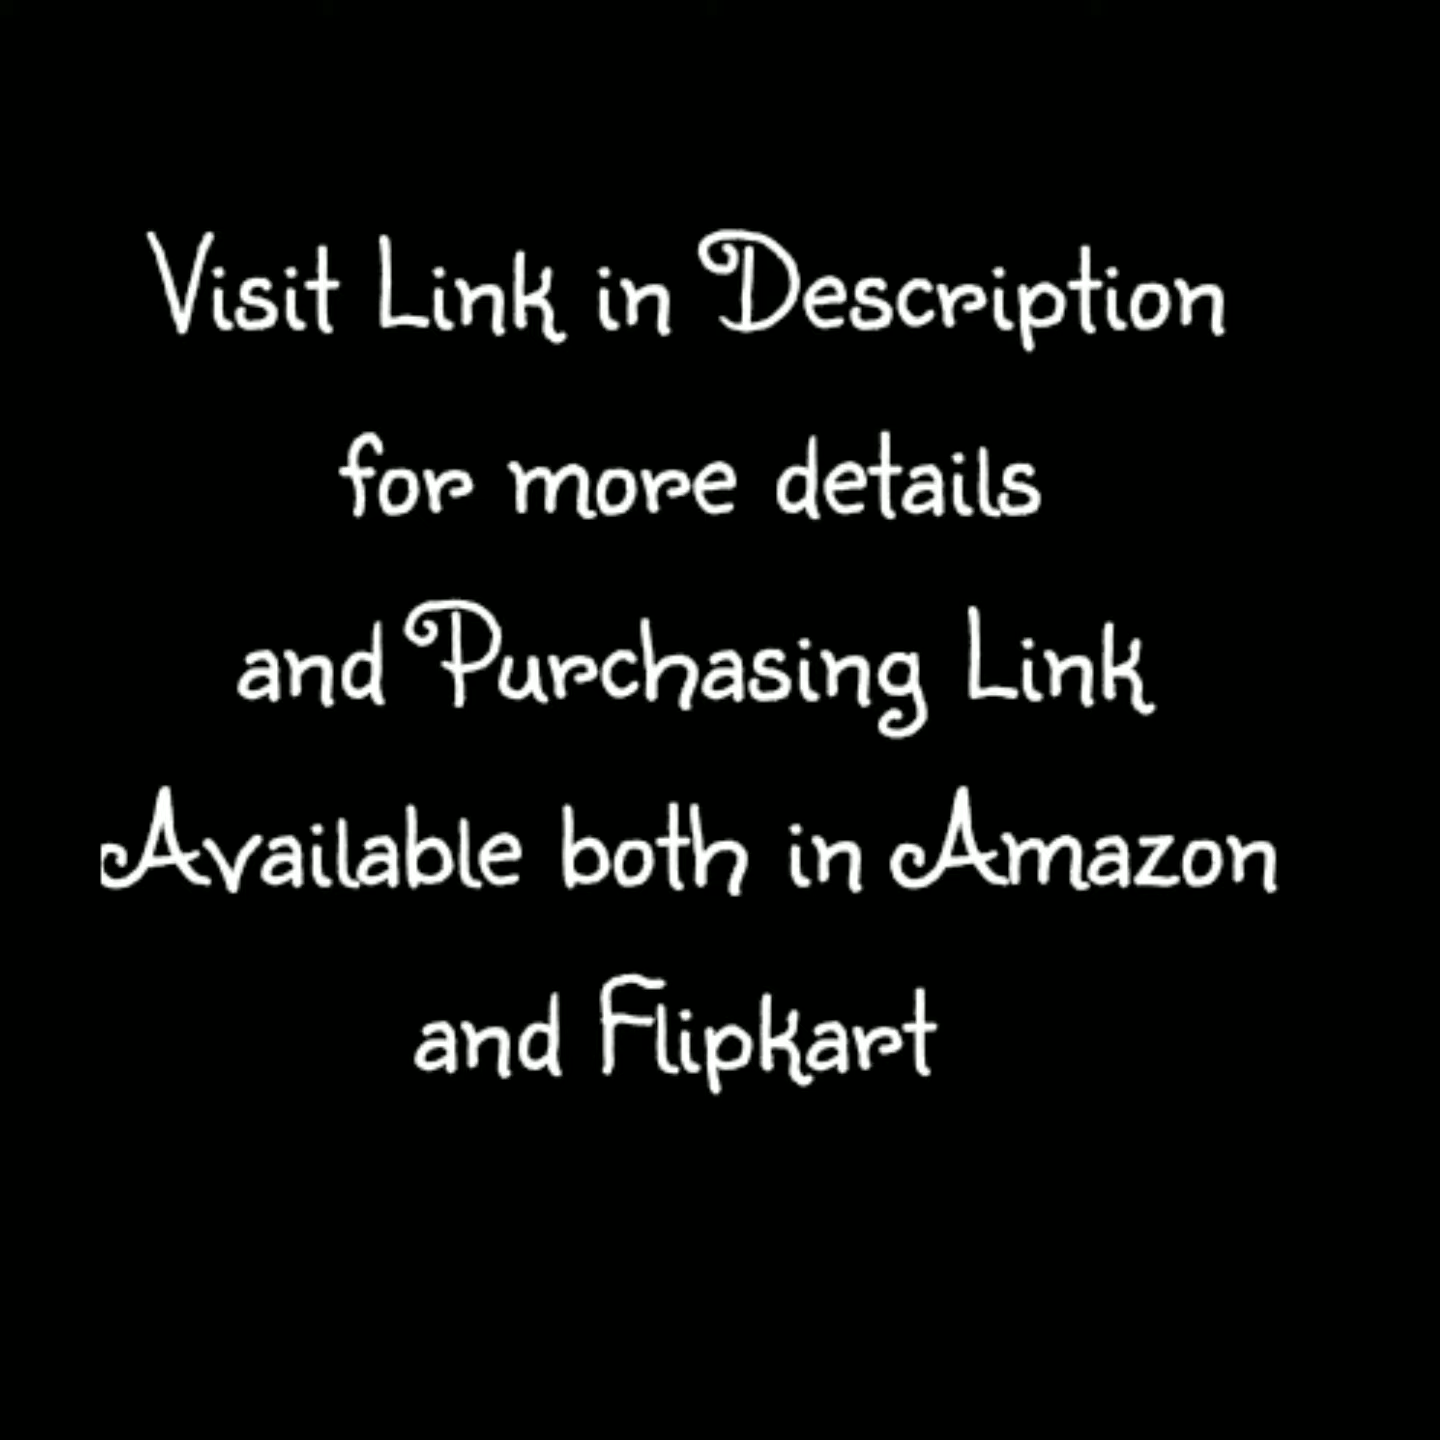 Visit Link in Description
for more details
and Purchasing Link
Available both in Amazon
and Flipkart